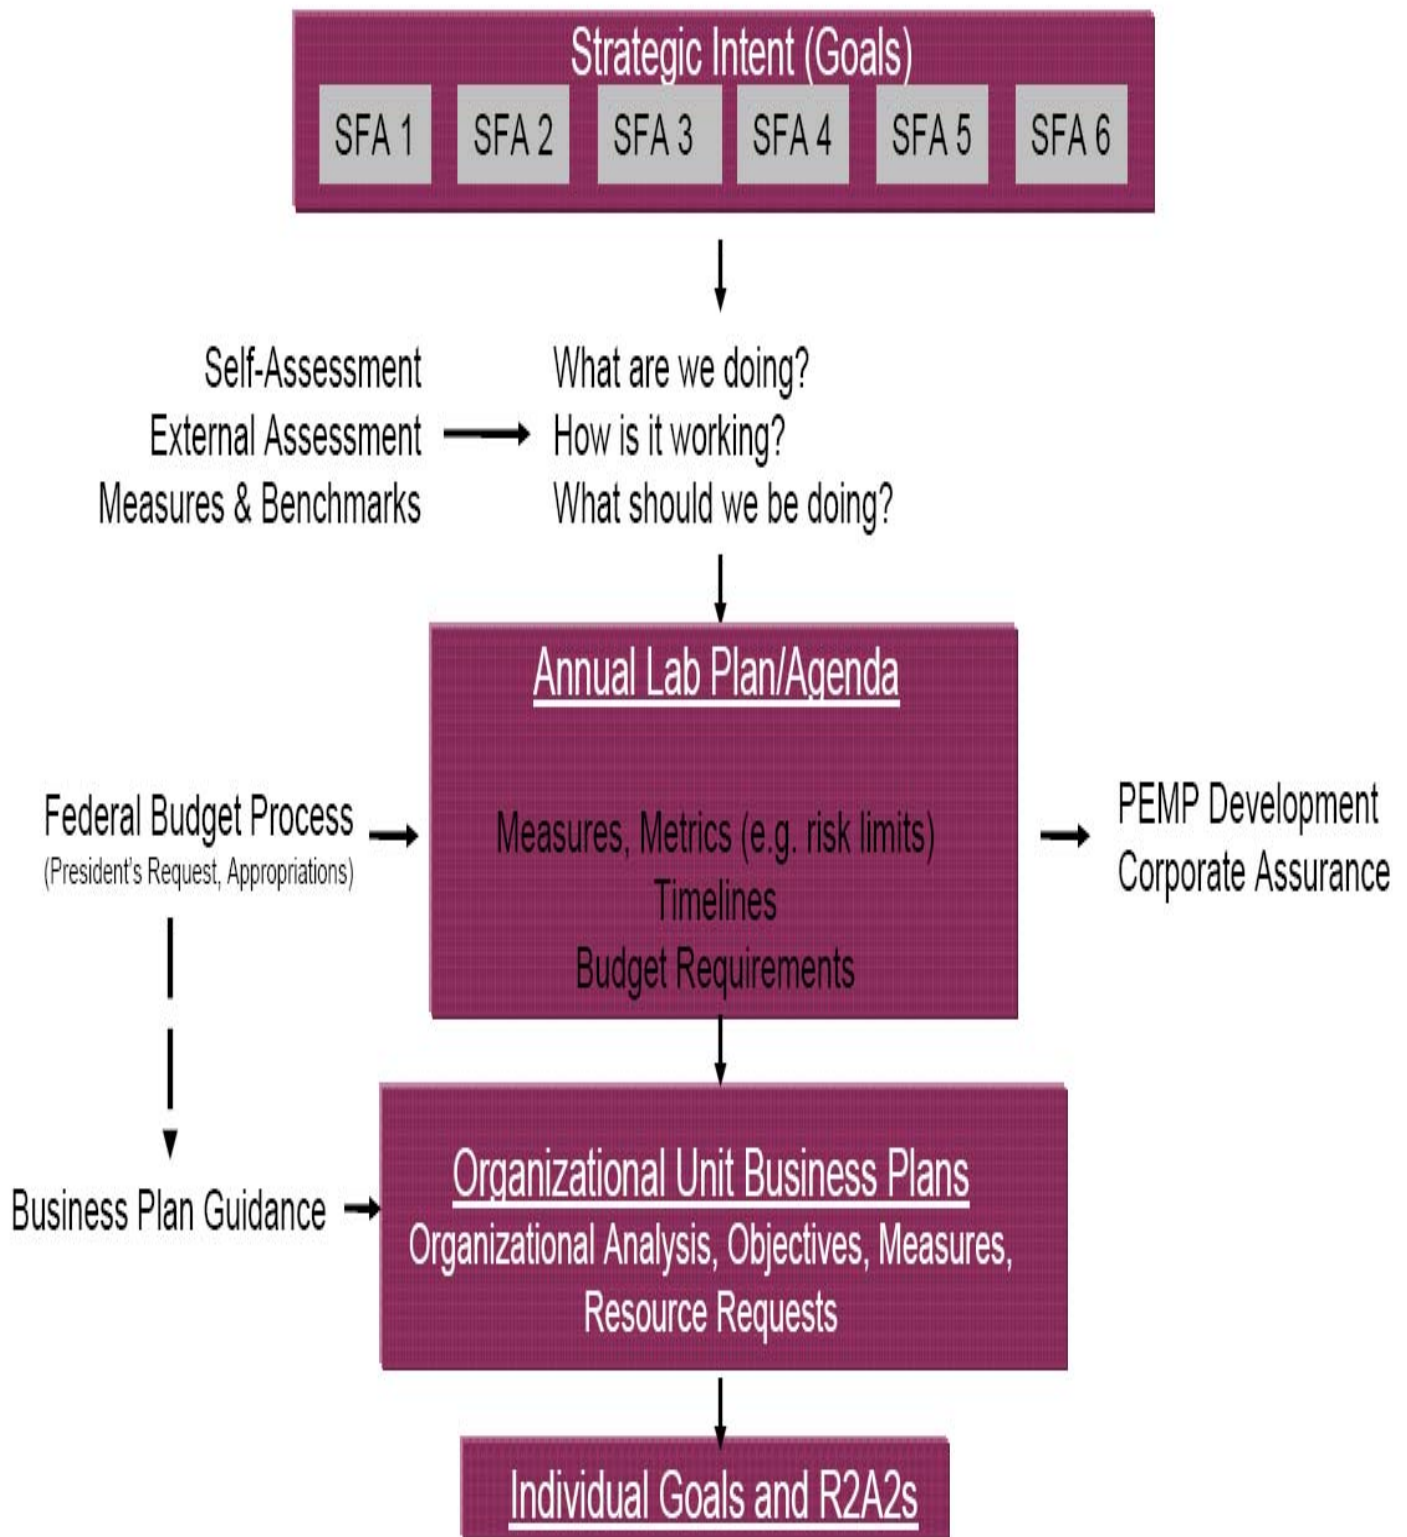 Strategic Intent (Goals)
SFA 1
SFA 2
SFA 3
SFA 4
SFA 5
SFA 6
Self-Assessment
External Assessment
Measures & Benchmarks
What are we doing?
How is it working?
What should we be doing?
Annual Lab Plan/Agenda
Measures, Metrics (e.g. risk limits)
Timelines
Budget Requirements
Federal Budget Process
(President's Request, Appropriations)
PEMP Development
Corporate Assurance
Business Plan Guidance
Organizational Unit Business Plans
Organizational Analysis, Objectives, Measures,
Resource Requests
Individual Goals and R2A2s